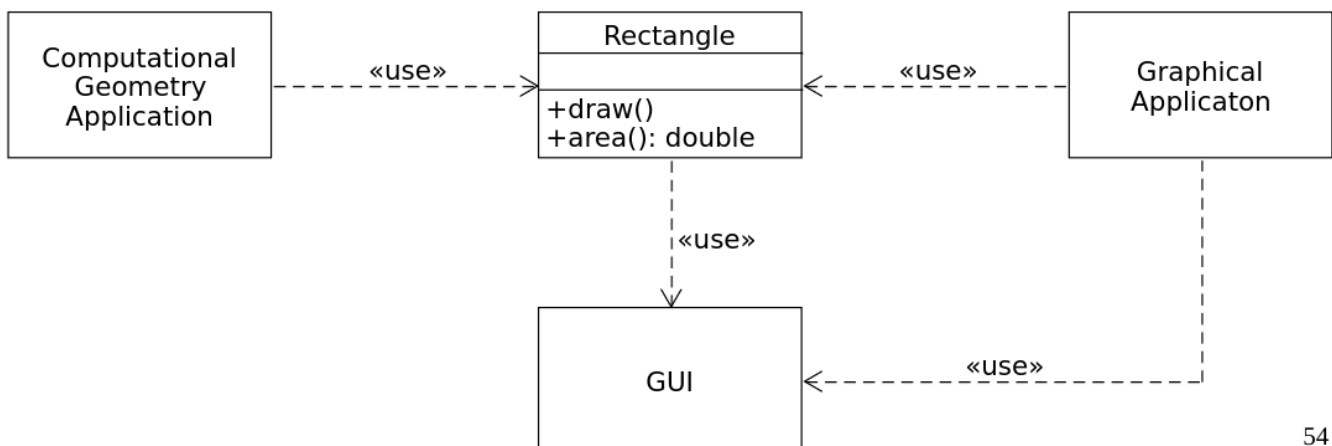 Computational
Geometry
Application
«use»
Rectangle
+draw()
+area(): double
«use»
Graphical
Applicaton
«use»
GUI
«use»
54